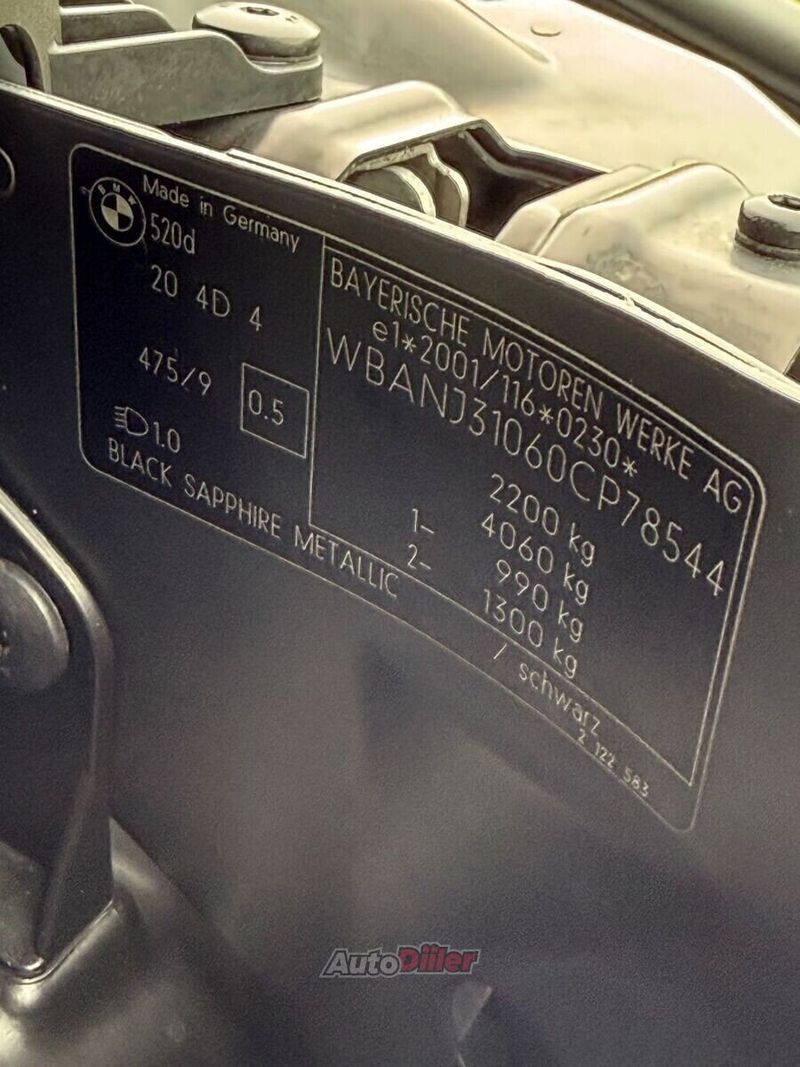 BMW
Made in Germany
520d
20 4D 4
475/9 0.5
1.0
BLACK SAPPHIRE METALLIC
BAYERISCHE MOTOREN WERKE AG
e1*2001/116*0230*
WBANJ31060CP78544
2200 kg
4060 kg
1- 990 kg
2- 1300 kg
/ schwarz
2 122 583
AutoDiiler